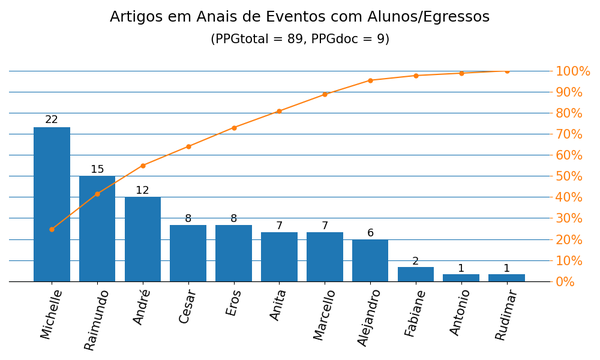 Artigos em Anais de Eventos com Alunos/Egressos
(PPGtotal = 89, PPGdoc = 9)
100%
90%
80%
70%
60%
50%
40%
30%
20%
10%
0%
22
15
12
8
8
7
7
6
2
1
1
Michelle
Raimundo
André
Cesar
Eros
Anita
Marcello
Alejandro
Fabiane
Antonio
Rudimar